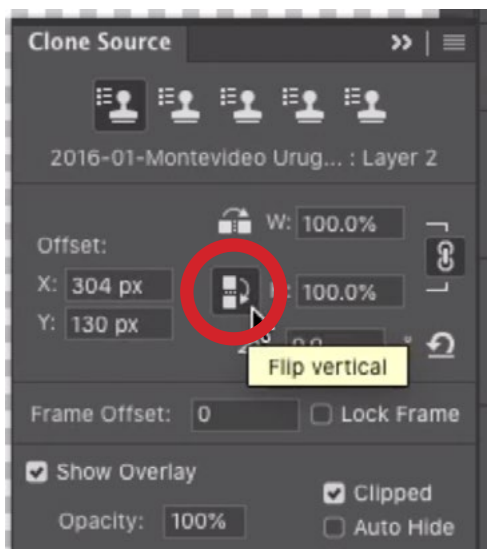 Clone Source
2016-01-Montevideo Urug... : Layer 2
W: 100.0%
Offset:
X: 304 px
100.0%
Y: 130 px
Flip vertical
Frame Offset: 0
Lock Frame
Show Overlay
Clipped
Opacity: 100%
Auto Hide